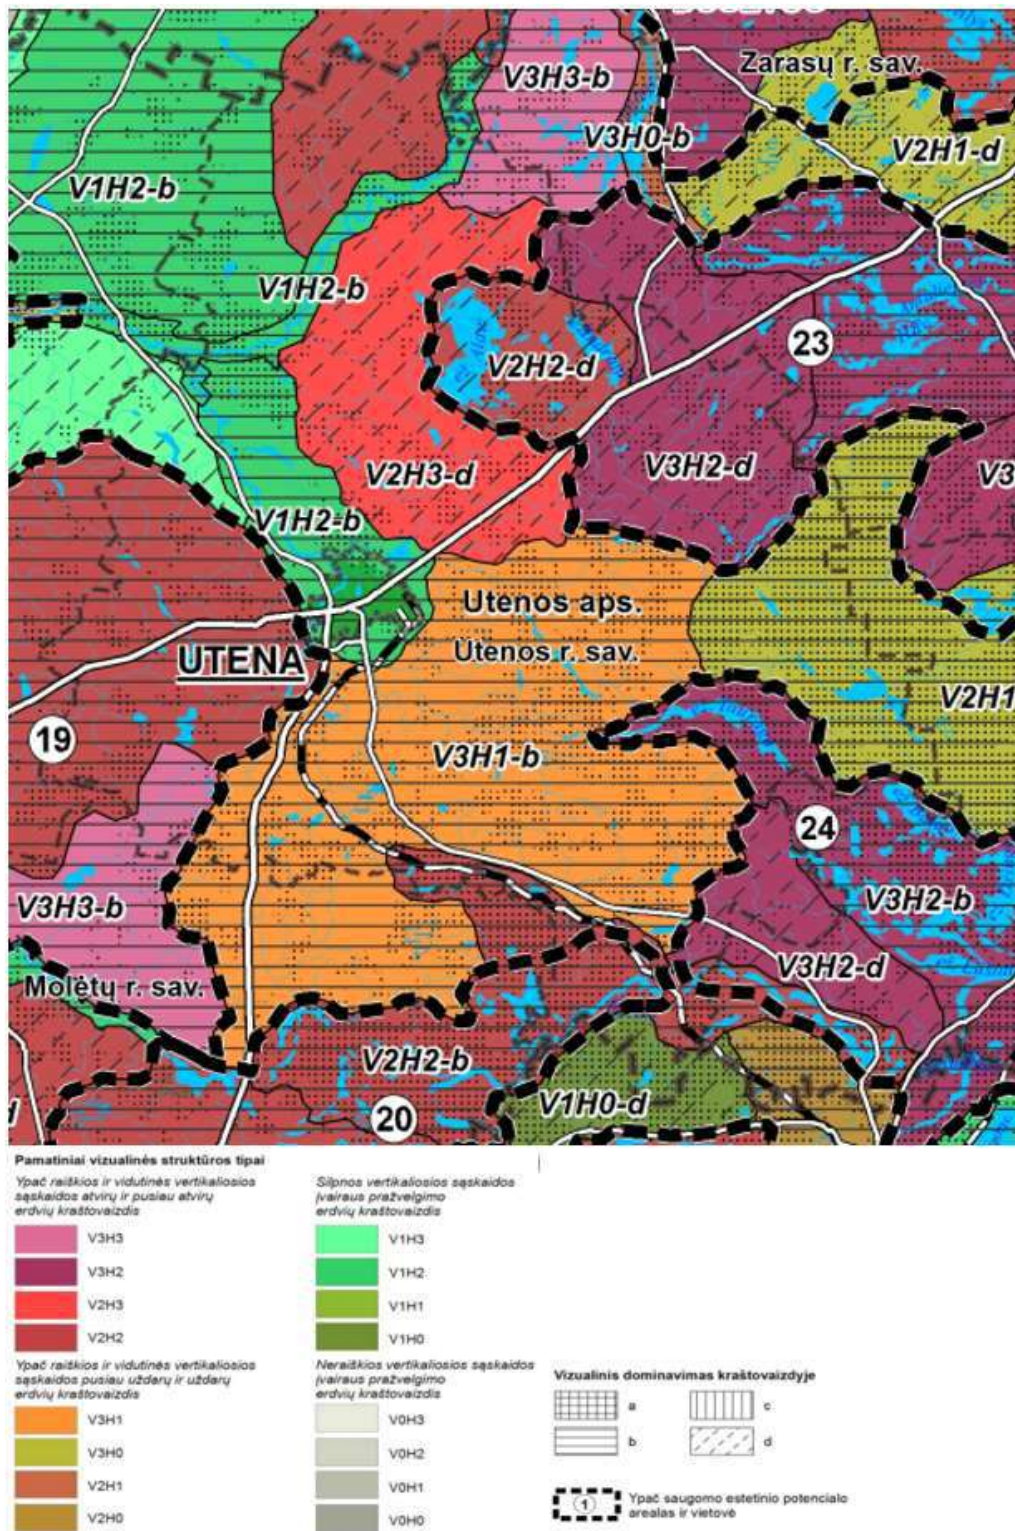 V3H3-b
Zarasų r. sav.
V3H0-b
V2H1-d
V1H2-b
V1H2-b
23
V2H2-d
V2H3-d
V3H2-d
V3
V1H2-b
Utenos aps.
UTENA
Utenos r. sav.
V2H1
19
V3H1-b
24
V3H3-b
V3H2-b
V3H2-d
Molėtų r. sav.
V2H2-b
V1H0-d
20
Pamatiniai vizualinės struktūros tipai
Ypač raiškios ir vidutinės vertikaliosios
sąskaidos atvirų ir pusiau atvirų
erdvių kraštovaizdis
V3H3
V3H2
V2H3
V2H2
Ypač raiškios ir vidutinės vertikaliosios
sąskaidos pusiau uždarų ir uždarų
erdvių kraštovaizdis
V3H1
V3H0
V2H1
V2H0
Silpnos vertikaliosios sąskaidos
įvairaus pražvelgimo
erdvių kraštovaizdis
V1H3
V1H2
V1H1
V1H0
Neraiškios vertikaliosios sąskaidos
įvairaus pražvelgimo
erdvių kraštovaizdis
V0H3
V0H2
V0H1
V0H0
Vizualinis dominavimas kraštovaizdyje
a
c
b
d
1
Ypač saugomo estetinio potencialo
arealas ir vietovė